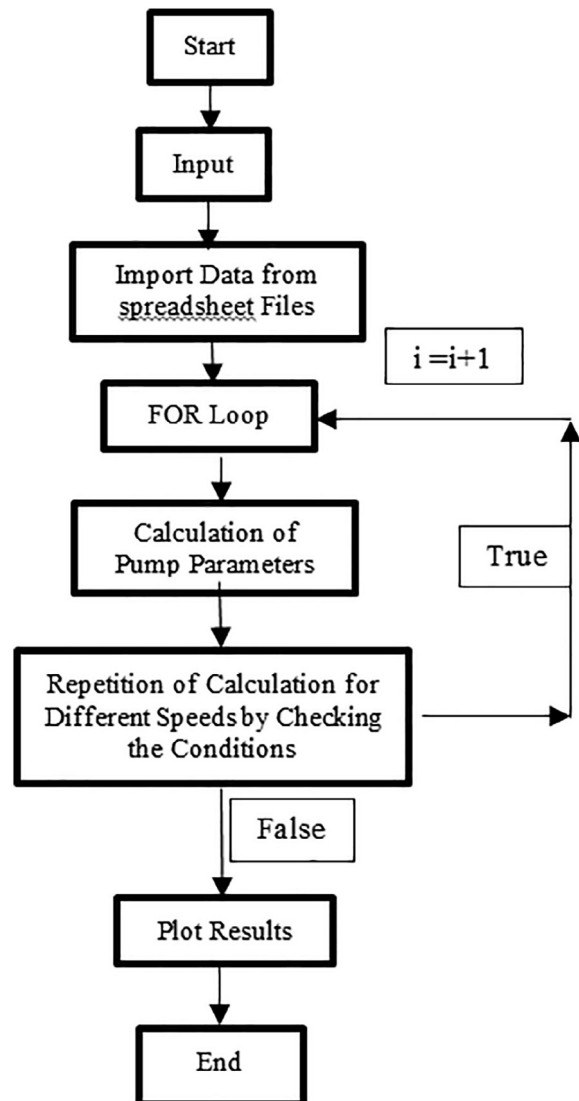 Start
Input
Import Data from
spreadsheet Files
i =i+1
FOR Loop
Calculation of
Pump Parameters
True
Repetition of Calculation for
Different Speeds by Checking
the Conditions
False
Plot Results
End